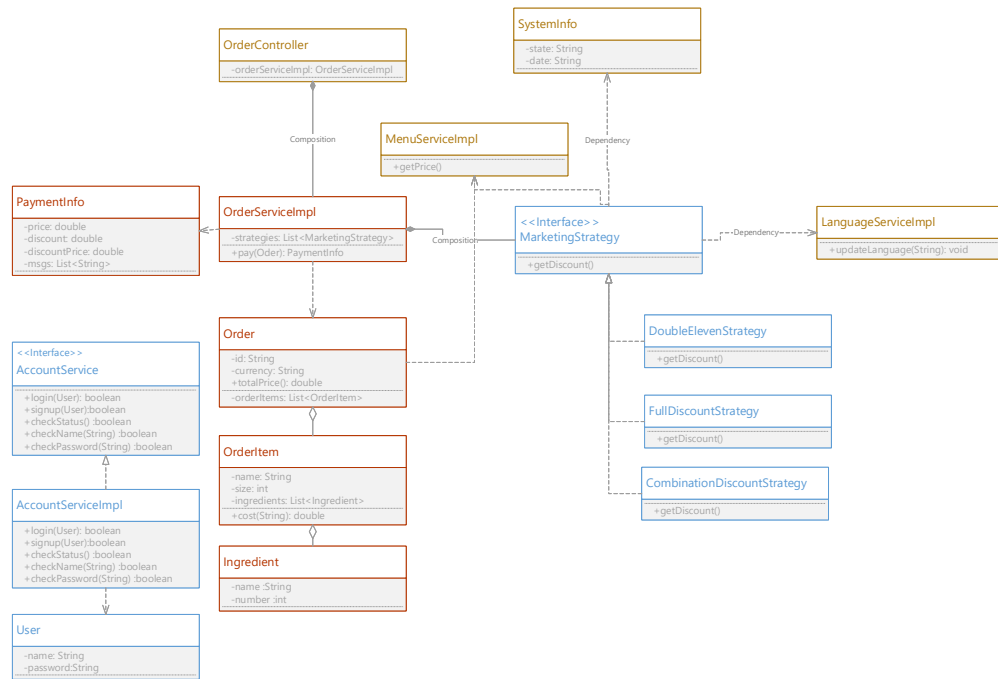 OrderController
-orderServiceImpl: OrderServiceImpl
SystemInfo
-state: String
-date: String
Composition
Dependency
MenuServiceImpl
+getPrice()
PaymentInfo
-price: double
-discount: double
-discountPrice: double
-msgs: List<String>
OrderServiceImpl
-strategies: List<MarketingStrategy>
+pay(Oder): PaymentInfo
Composition
<<Interface>>
MarketingStrategy
+getDiscount()
Dependency
LanguageServiceImpl
+updateLanguage(String): void
Order
-id: String
-currency: String
+totalPrice(): double
-orderItems: List<OrderItem>
DoubleElevenStrategy
+getDiscount()
<<Interface>>
AccountService
+login(User): boolean
+signup(User):boolean
+checkStatus() :boolean
+checkName(String) :boolean
+checkPassword(String) :boolean
FullDiscountStrategy
+getDiscount()
OrderItem
-name: String
-size: int
-ingredients: List<Ingredient>
+cost(String): double
CombinationDiscountStrategy
+getDiscount()
AccountServiceImpl
+login(User): boolean
+signup(User):boolean
+checkStatus() :boolean
+checkName(String) :boolean
+checkPassword(String) :boolean
Ingredient
-name :String
-number :int
User
-name: String
-password:String